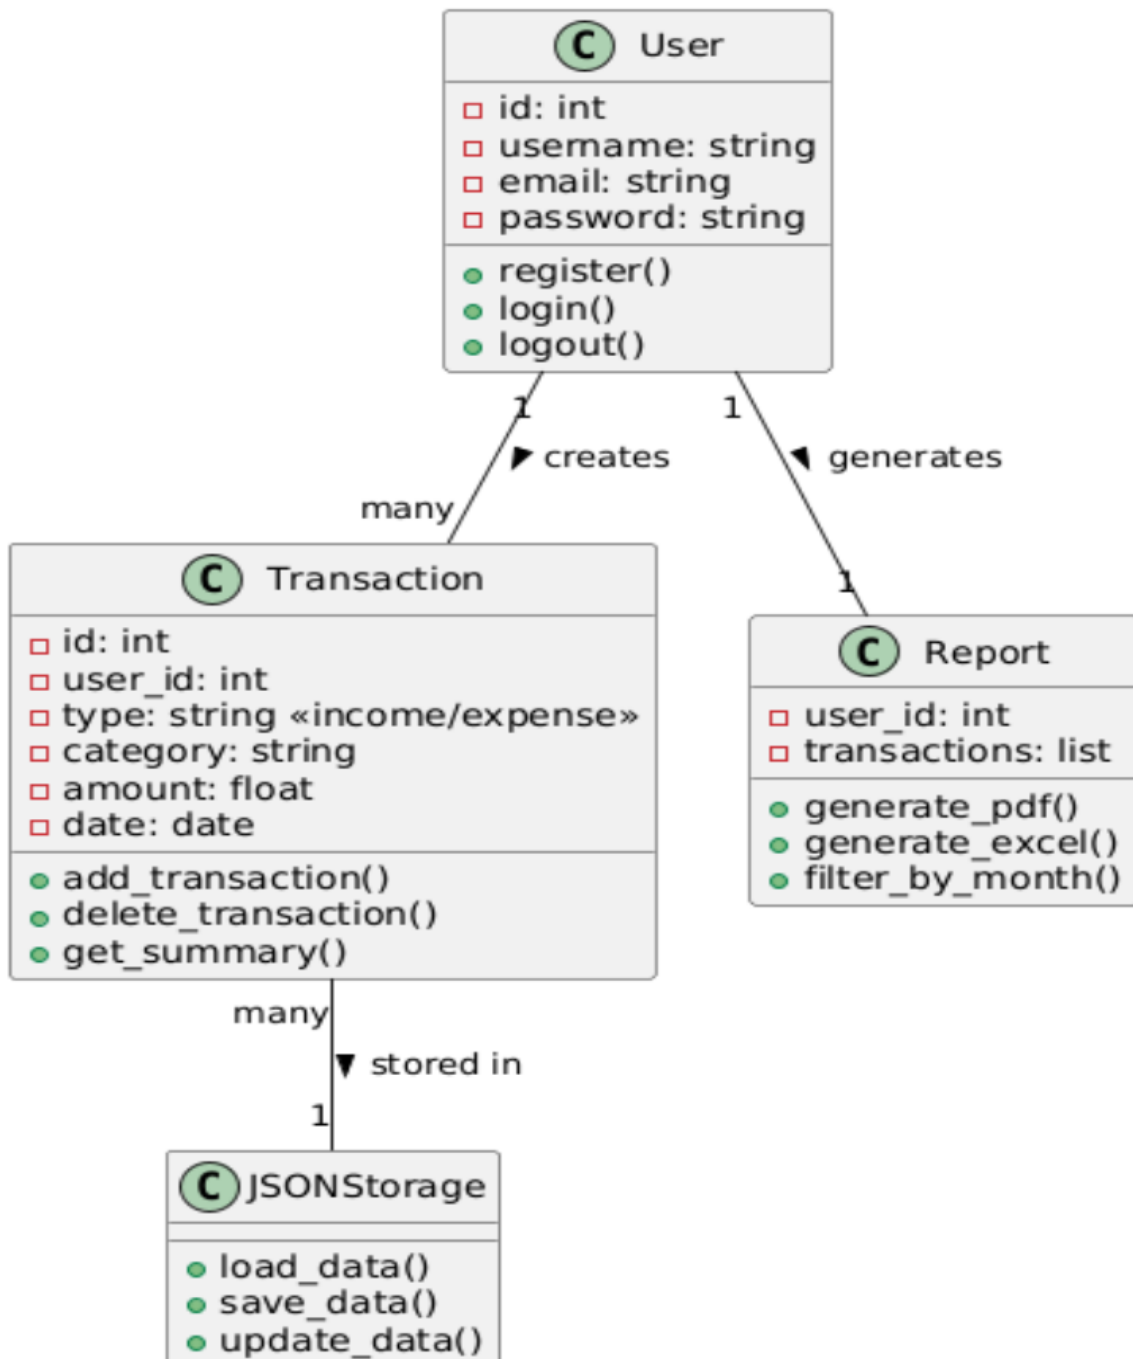 C User
id: int
username: string
email: string
password: string
register()
login()
logout()
1
1
creates
generates
many
1
C Transaction
id: int
user_id: int
type: string «income/expense»
category: string
amount: float
date: date
add_transaction()
delete_transaction()
get_summary()
C Report
user_id: int
transactions: list
generate_pdf()
generate_excel()
filter_by_month()
many
stored in
1
C JSONStorage
load_data()
save_data()
update_data()